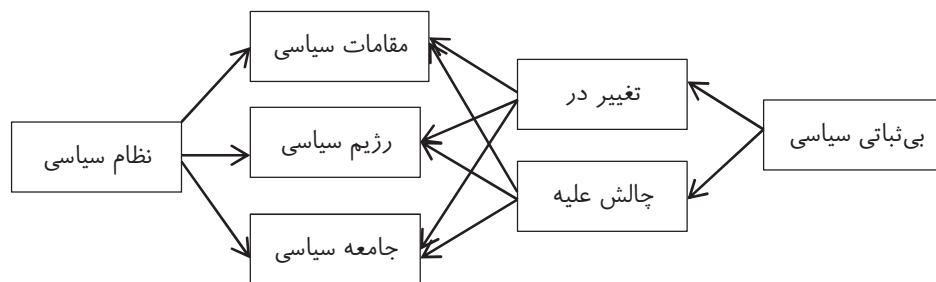 بی‌ثباتی سیاسی
تغییر در
چالش علیه
مقامات سیاسی
رژیم سیاسی
جامعه سیاسی
نظام سیاسی